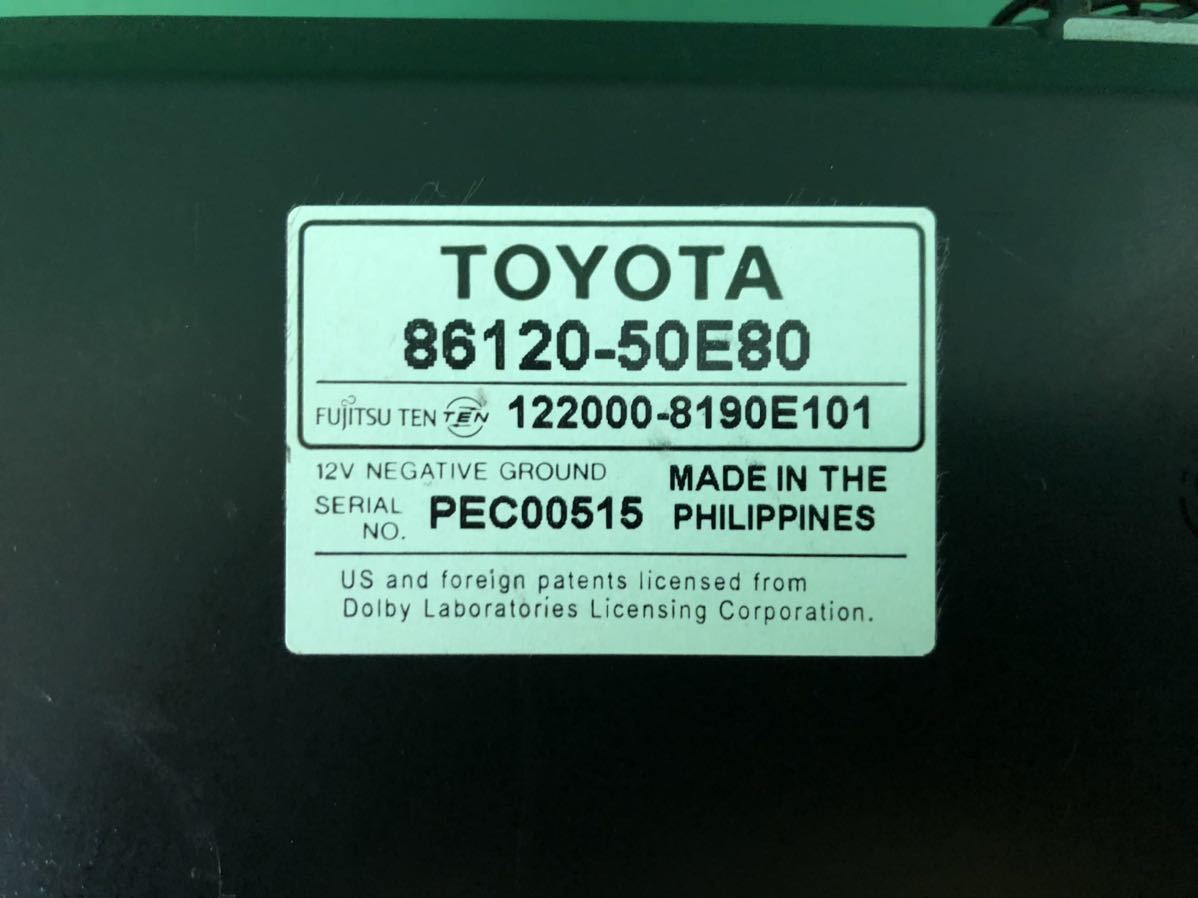 TOYOTA
86120-50E80
FUJITSU TEN TEN 122000-8190E101
12V NEGATIVE GROUND
SERIAL NO. PEC00515
MADE IN THE
PHILIPPINES
US and foreign patents licensed from
Dolby Laboratories Licensing Corporation.